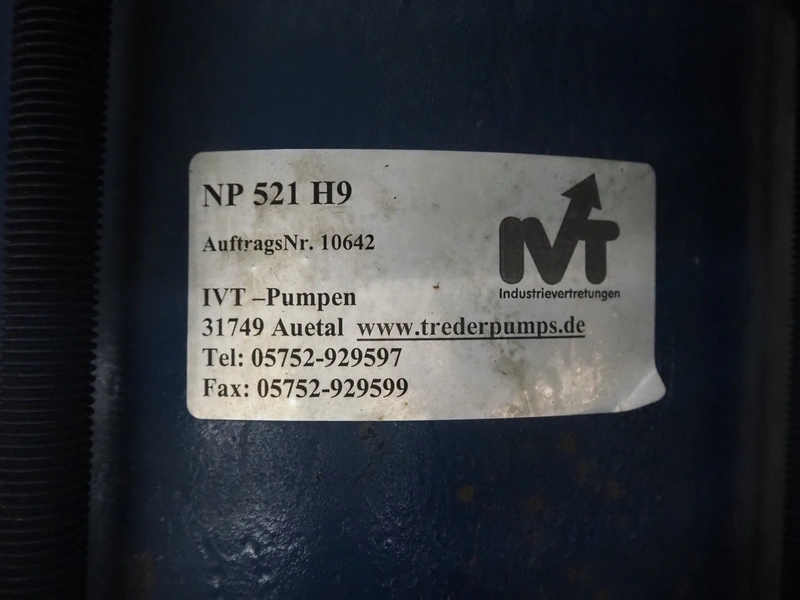 NP 521 H9
AuftragsNr. 10642
IVT
Industrievertretungen
IVT –Pumpen
31749 Auetal www.trederpumps.de
Tel: 05752-929597
Fax: 05752-929599